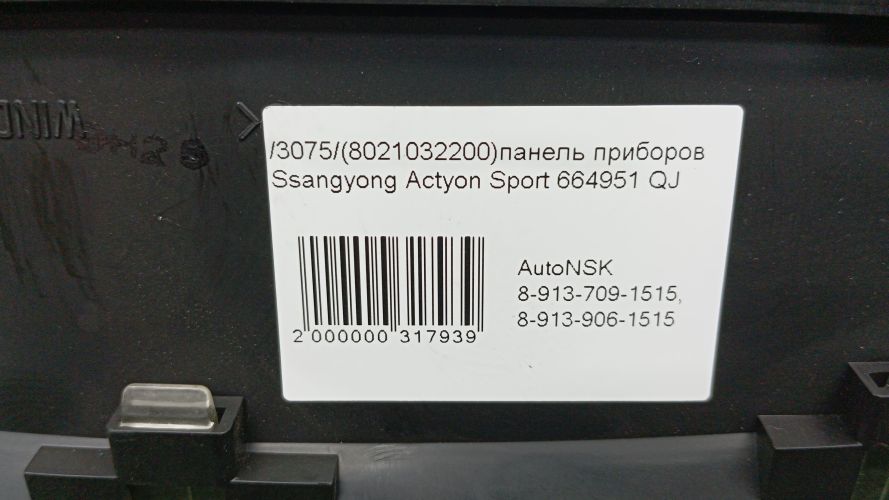 /3075/(8021032200)панель приборов
Ssangyong Actyon Sport 664951 QJ
AutoNSK
8-913-709-1515,
8-913-906-1515
2 000000 317939